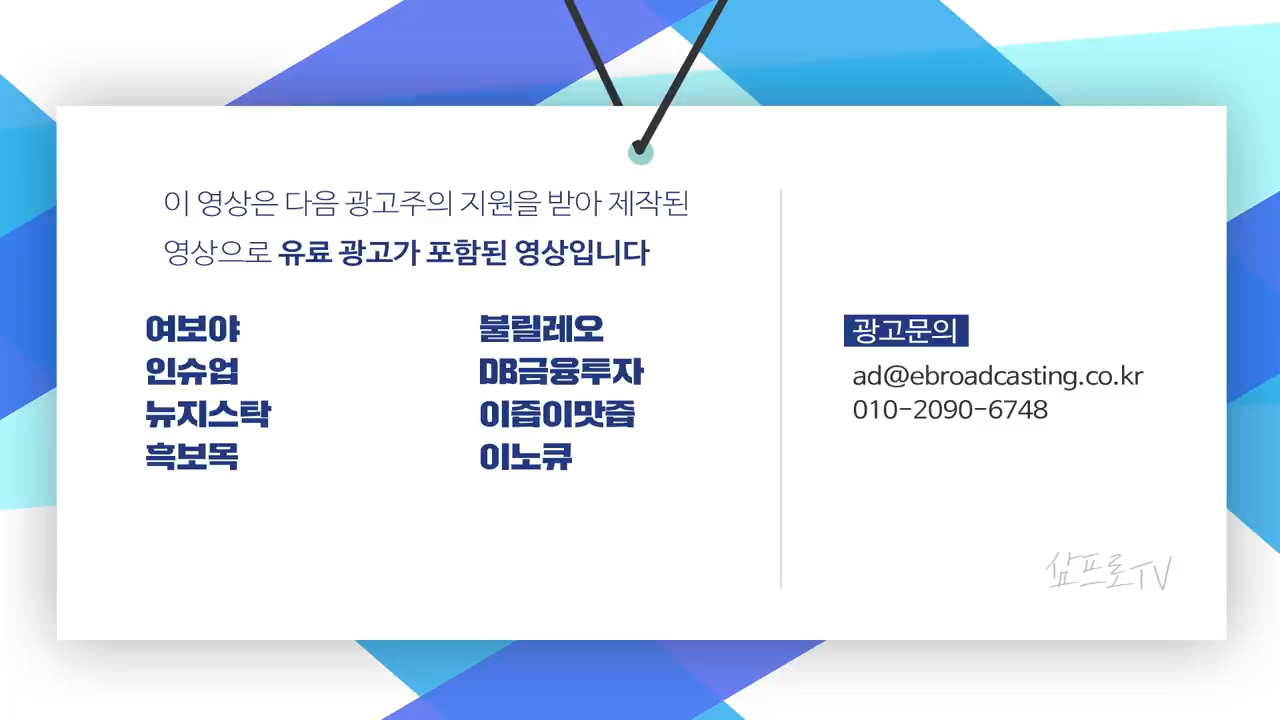 이 영상은 다음 광고주의 지원을 받아 제작된
영상으로 유료 광고가 포함된 영상입니다
여보야
인슈업
뉴지스탁
흑보목
불릴레오
DB금융투자
이즙이맛즙
이노큐
광고문의
ad@ebroadcasting.co.kr
010-2090-6748
삼프로TV